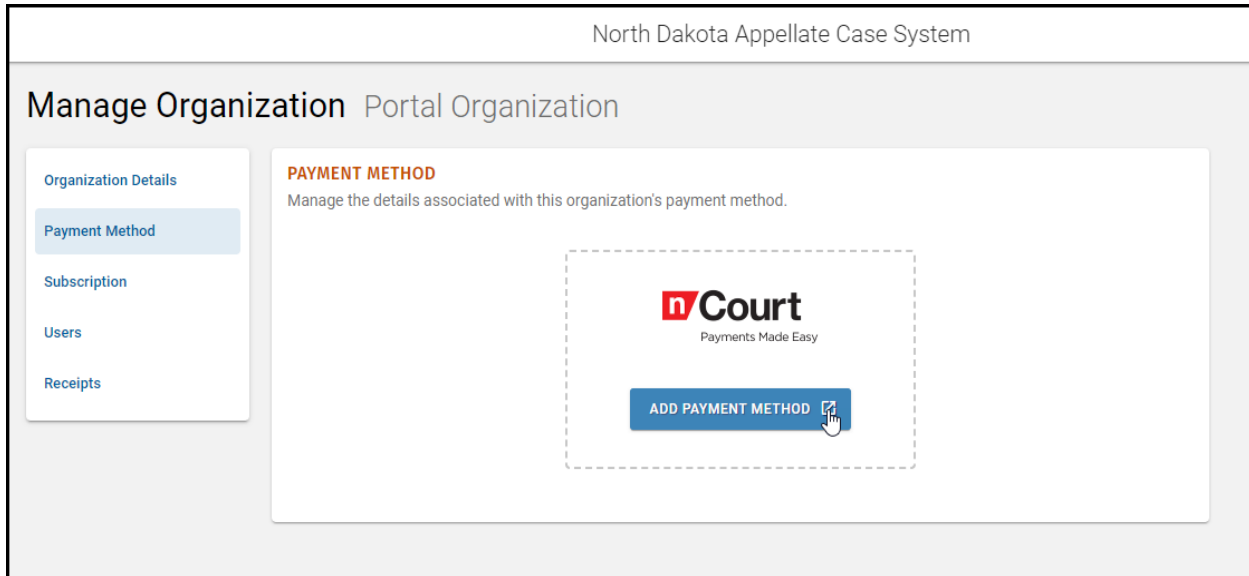 North Dakota Appellate Case System
Manage Organization Portal Organization
Organization Details
Payment Method
Subscription
Users
Receipts
PAYMENT METHOD
Manage the details associated with this organization's payment method.
nCourt
Payments Made Easy
ADD PAYMENT METHOD